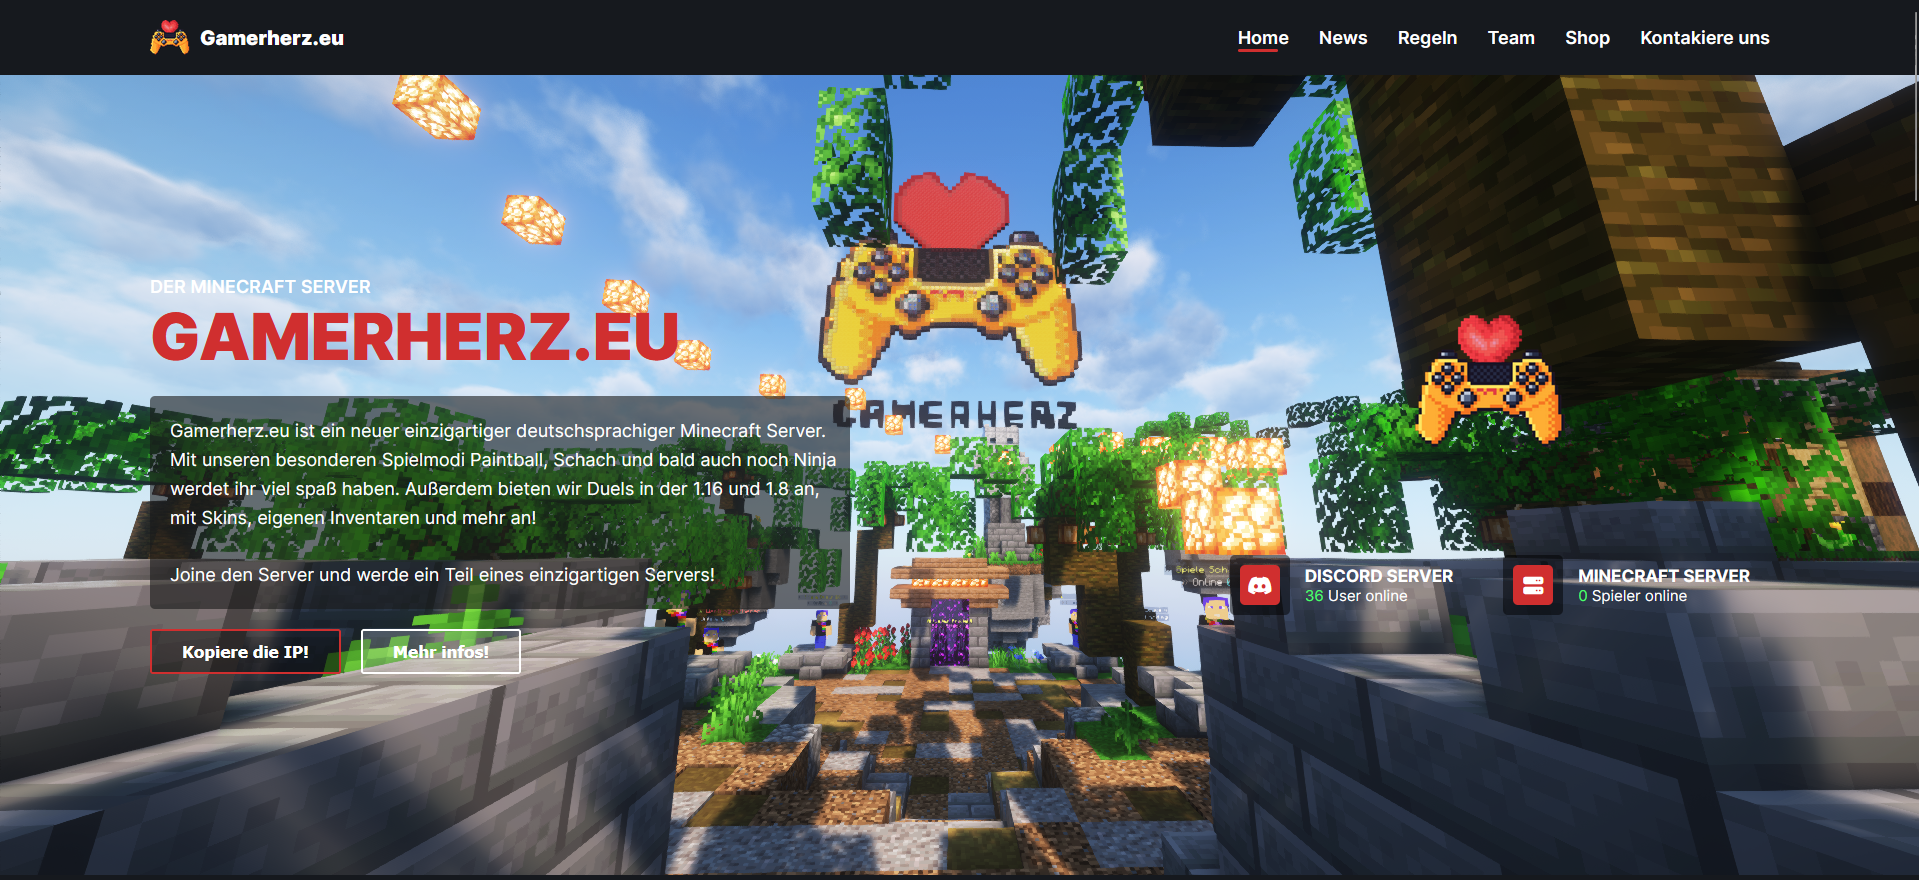 Gamerherz.eu
Home News Regeln Team Shop Kontakiere uns
DER MINECRAFT SERVER
GAMERHERZ.EU
GAMERHERZ
Gamerherz.eu ist ein neuer einzigartiger deutschsprachiger Minecraft Server.
Mit unseren besonderen Spielmodi Paintball, Schach und bald auch noch Ninja
werdet ihr viel spaß haben. Außerdem bieten wir Duels in der 1.16 und 1.8 an,
mit Skins, eigenen Inventaren und mehr an!
Joine den Server und werde ein Teil eines einzigartigen Servers!
Kopiere die IP!
Mehr infos!
Spiele
Online
DISCORD SERVER
36 User online
MINECRAFT SERVER
0 Spieler online